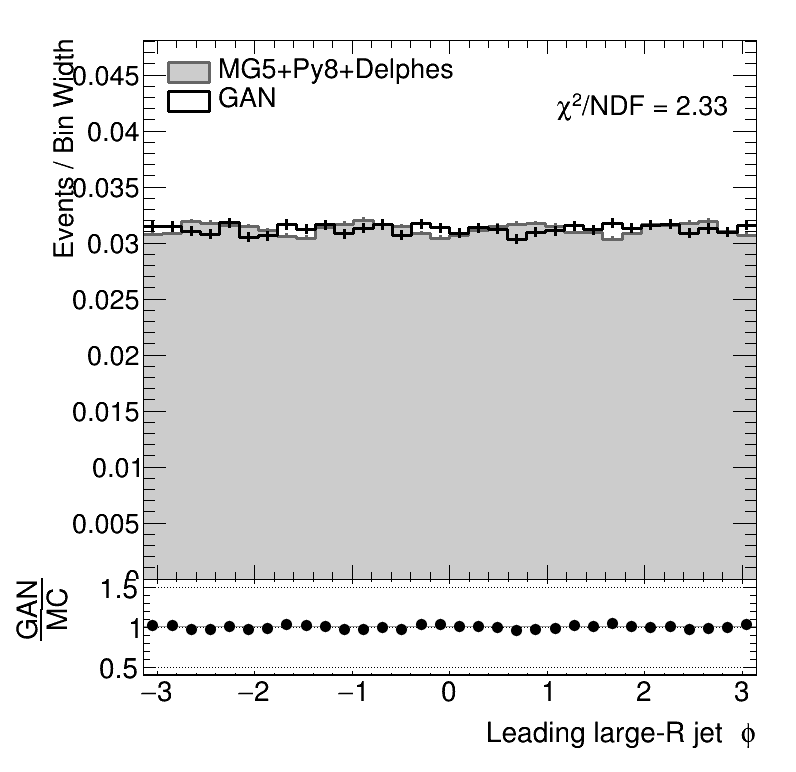 Events / Bin Width
MG5+Py8+Delphes
GAN
χ²/NDF = 2.33
0.045
0.04
0.035
0.03
0.025
0.02
0.015
0.01
0.005
0
GAN
MC
1.5
1
0.5
−3 −2 −1 0 1 2 3
Leading large-R jet ϕ